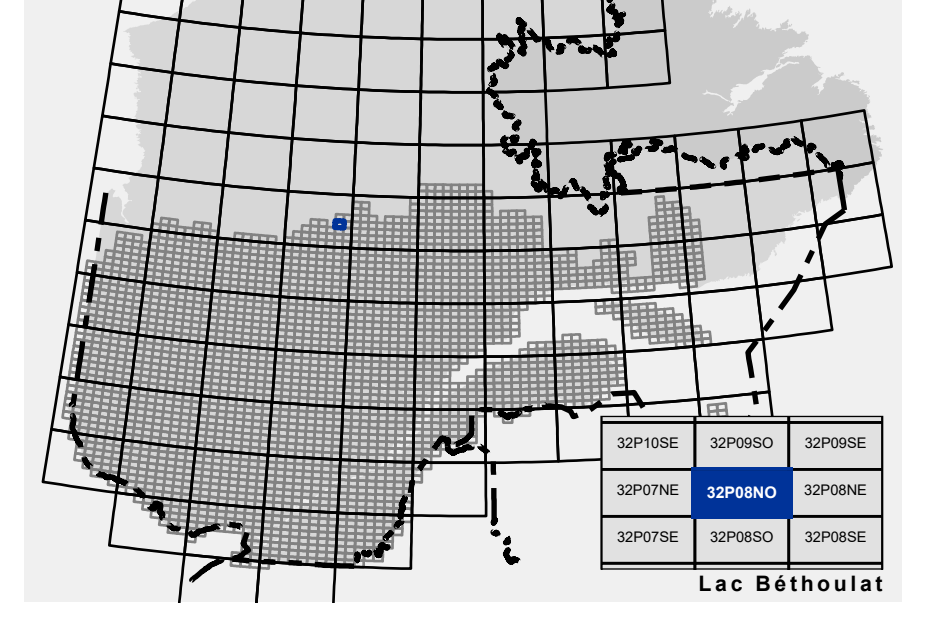 32P10SE 32P09SO 32P09SE
32P07NE 32P08NO 32P08NE
32P07SE 32P08SO 32P08SE
Lac Béthoulat